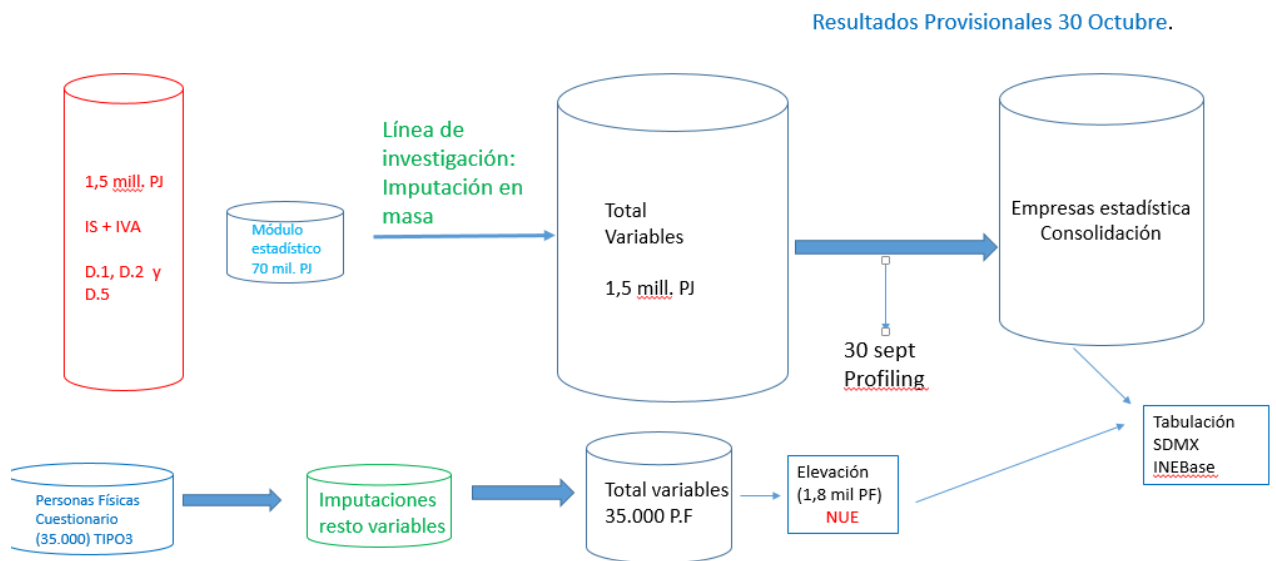 Resultados Provisionales 30 Octubre.
1,5 mill. PJ
IS + IVA
D.1, D.2 y
D.5
Módulo
estadístico
70 mil. PJ
Línea de
investigación:
Imputación en
masa
Total
Variables
1,5 mill. PJ
30 sept
Profiling
Empresas estadística
Consolidación
Personas Físicas
Cuestionario
(35.000) TIPO3
Imputaciones
resto variables
Total variables
35.000 P.F
Elevación
(1,8 mil PF)
NUE
Tabulación
SDMX
INEBase